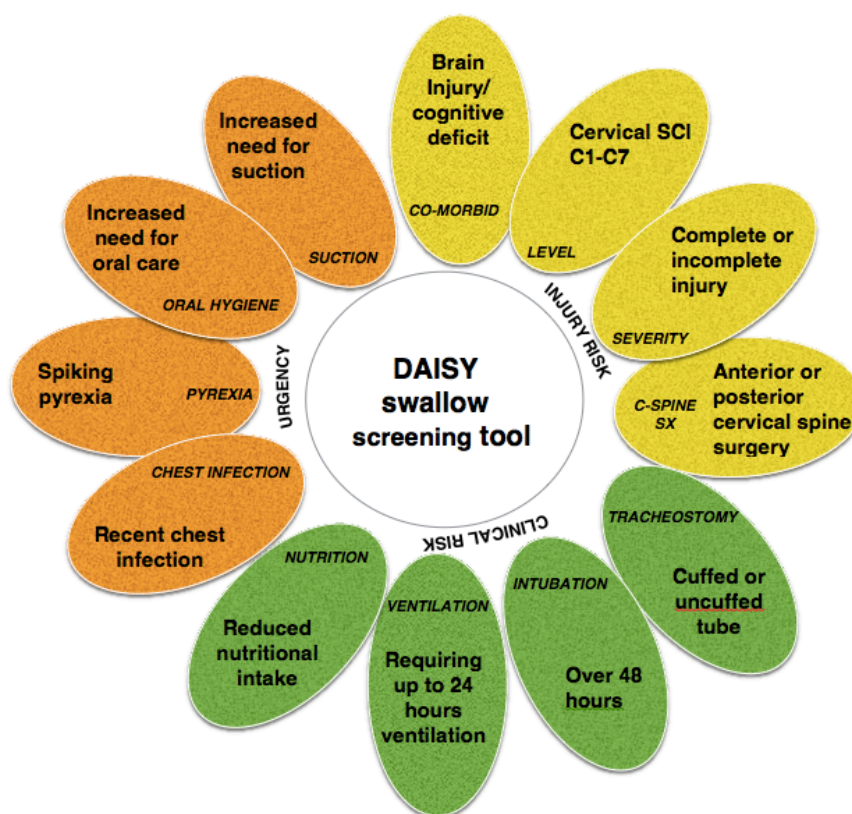 DAISY
swallow
screening tool
INJURY RISK
Brain
Injury/
cognitive
deficit
CO-MORBID
Cervical SCI
C1-C7
LEVEL
Complete or
incomplete
injury
SEVERITY
Anterior or
posterior
cervical spine
surgery
C-SPINE
SX
CLINICAL RISK
TRACHEOSTOMY
Cuffed or
uncuffed
tube
INTUBATION
Over 48
hours
VENTILATION
Requiring
up to 24
hours
ventilation
NUTRITION
Reduced
nutritional
intake
URGENCY
CHEST INFECTION
Recent chest
infection
Spiking
pyrexia
PYREXIA
Increased
need for
oral care
ORAL HYGIENE
Increased
need for
suction
SUCTION